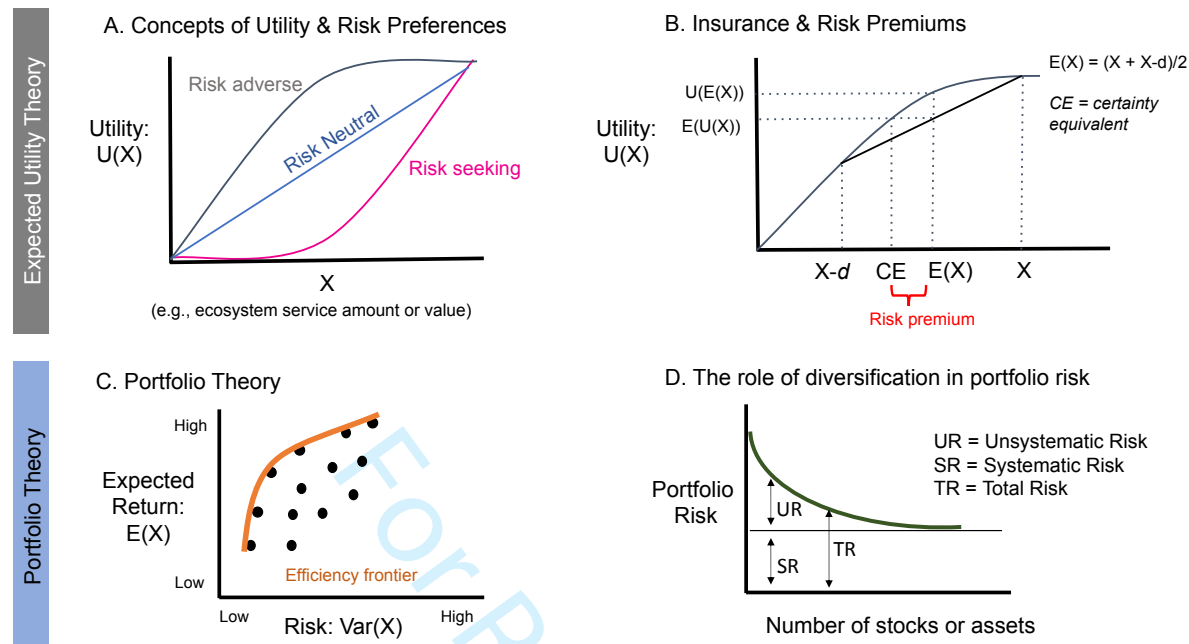 Expected Utility Theory
A. Concepts of Utility & Risk Preferences
Risk adverse
Utility:
U(X)
Risk Neutral
Risk seeking
X
(e.g., ecosystem service amount or value)
B. Insurance & Risk Premiums
E(X) = (X + X-d)/2
U(E(X))
CE = certainty
equivalent
E(U(X))
Utility:
U(X)
X-d
CE
E(X)
X
Risk premium
Portfolio Theory
C. Portfolio Theory
High
Expected
Return:
E(X)
Efficiency frontier
Low
Low
High
Risk: Var(X)
For P
D. The role of diversification in portfolio risk
UR = Unsystematic Risk
SR = Systematic Risk
TR = Total Risk
Portfolio
Risk
UR
TR
SR
Number of stocks or assets